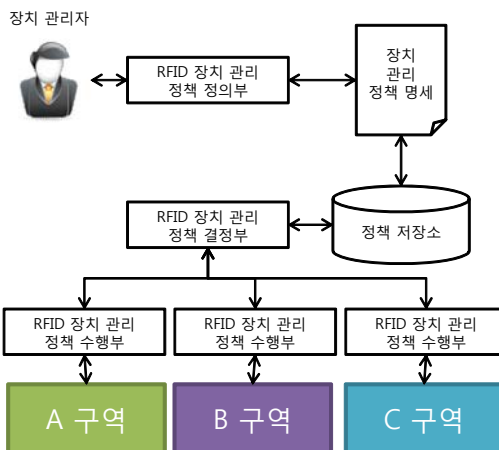 장치 관리자
RFID 장치 관리
정책 정의부
장치
관리
정책 명세
RFID 장치 관리
정책 결정부
정책 저장소
RFID 장치 관리
정책 수행부
RFID 장치 관리
정책 수행부
RFID 장치 관리
정책 수행부
A 구역
B 구역
C 구역